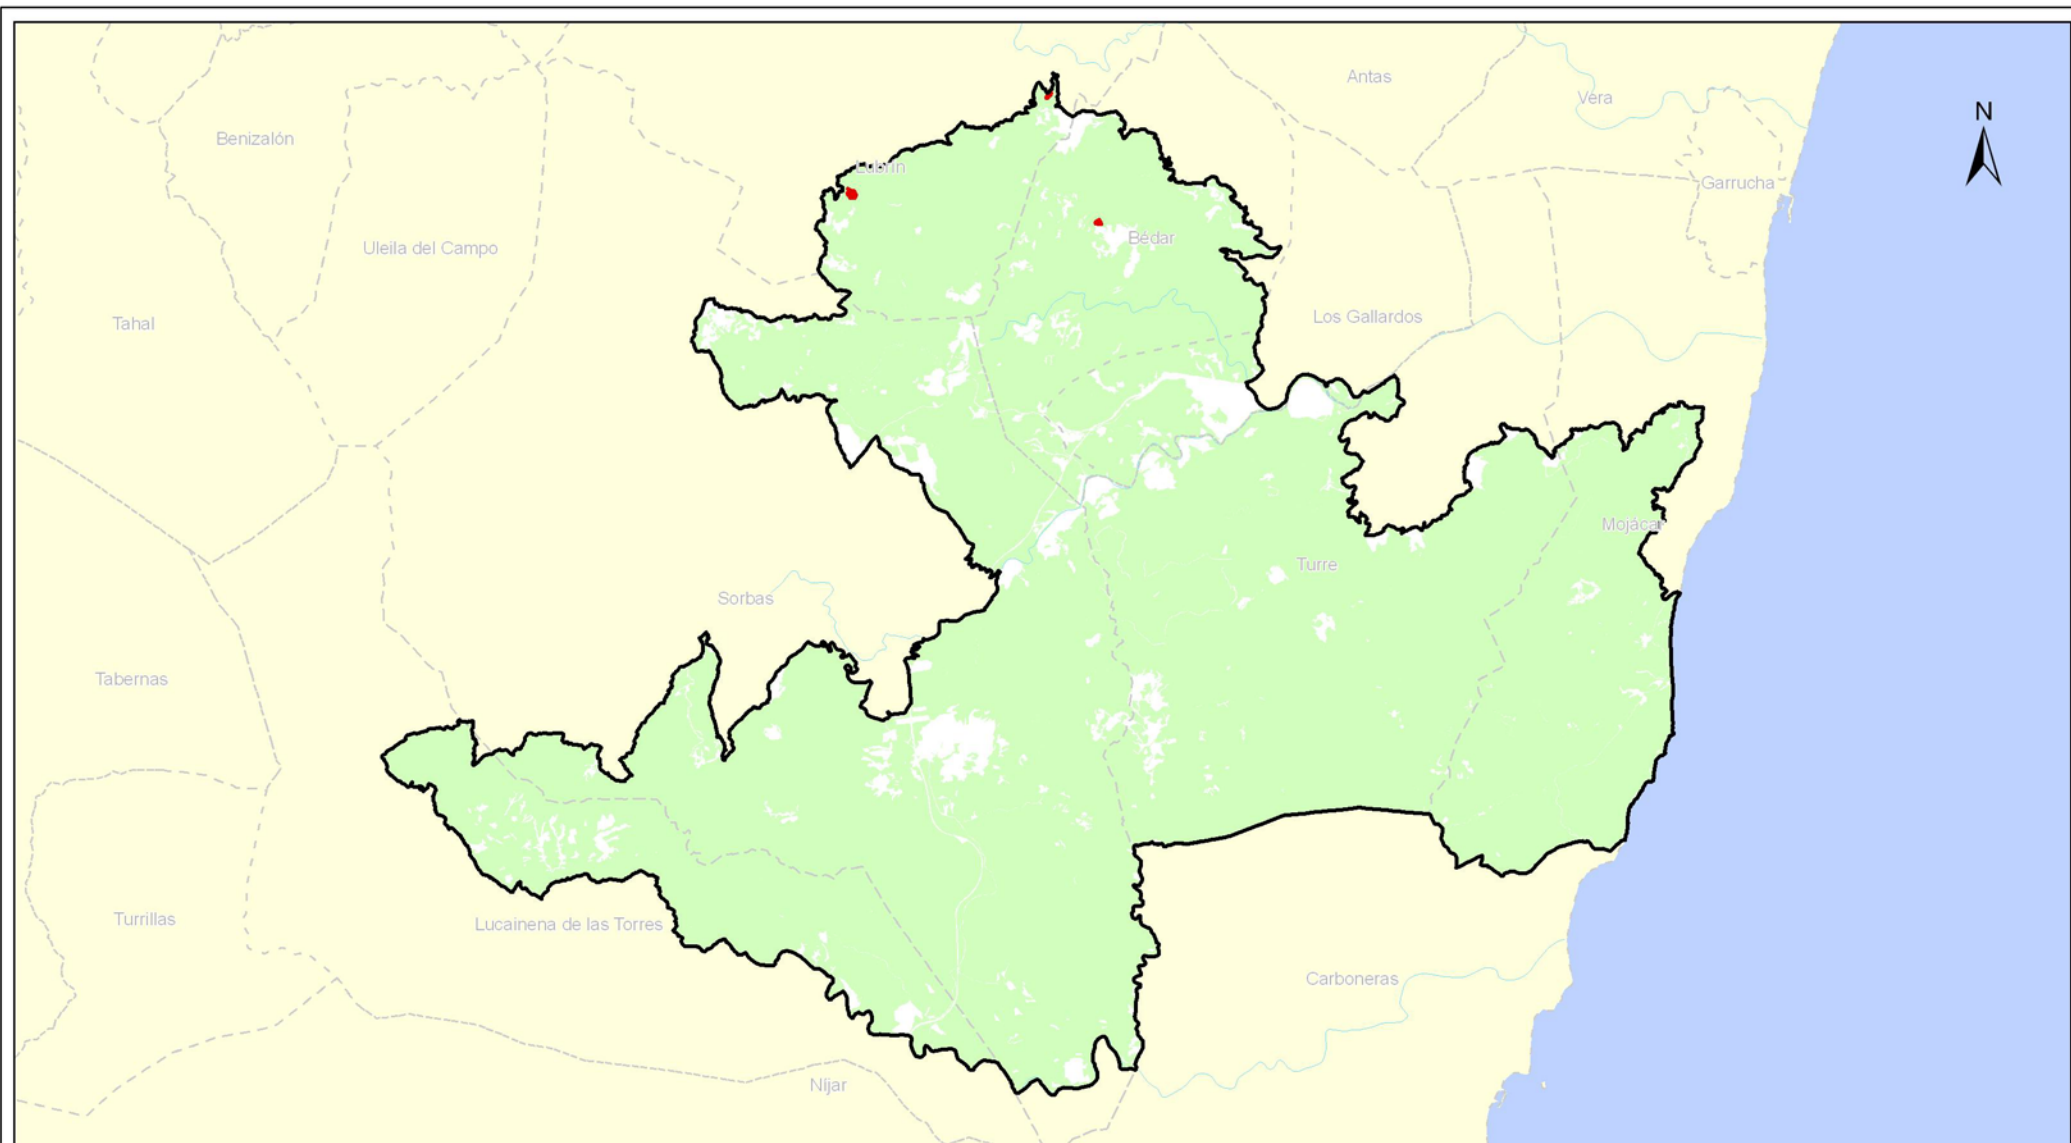 Antas
Vera
N
Benizalón
Lubrín
Garrucha
Bédar
Uleila del Campo
Los Gallardos
Tahal
Mojácar
Turre
Sorbas
Tabernas
Turrillas
Lucainena de las Torres
Carboneras
Níjar